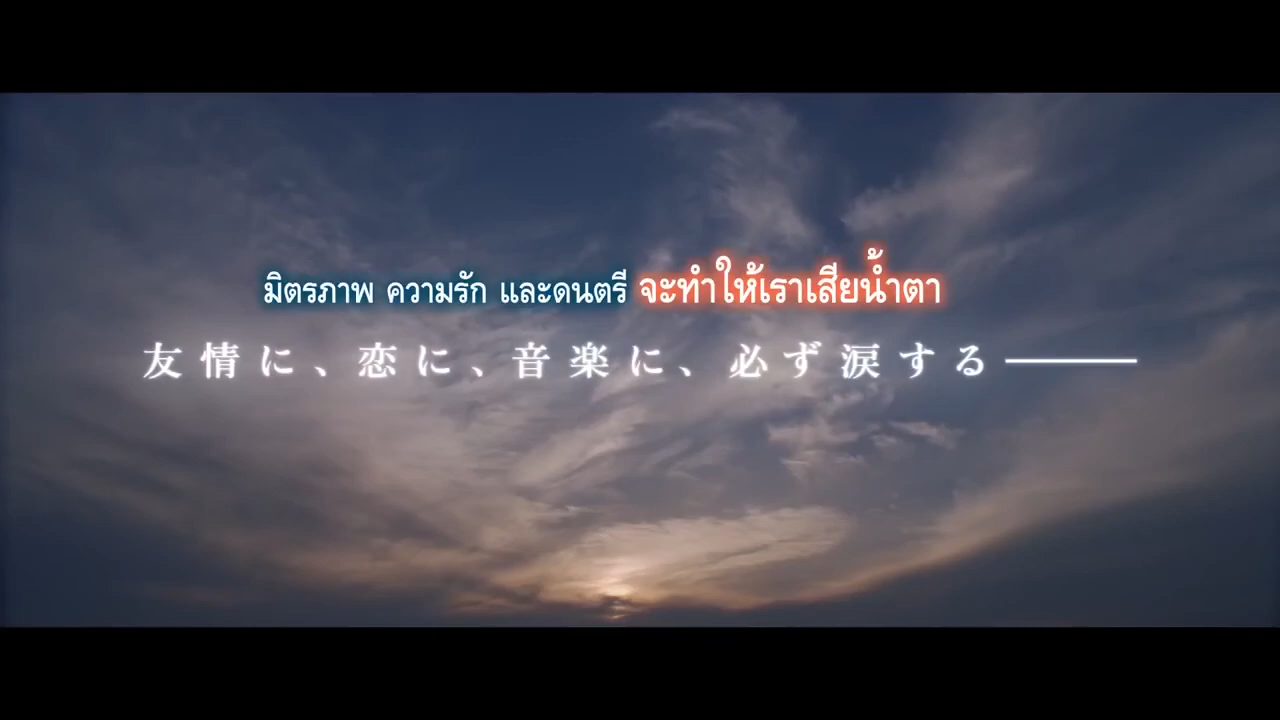 มิตรภาพ ความรัก และดนตรี จะทำให้เราเสียน้ำตา
友情に、恋に、音楽に、必ず涙する———